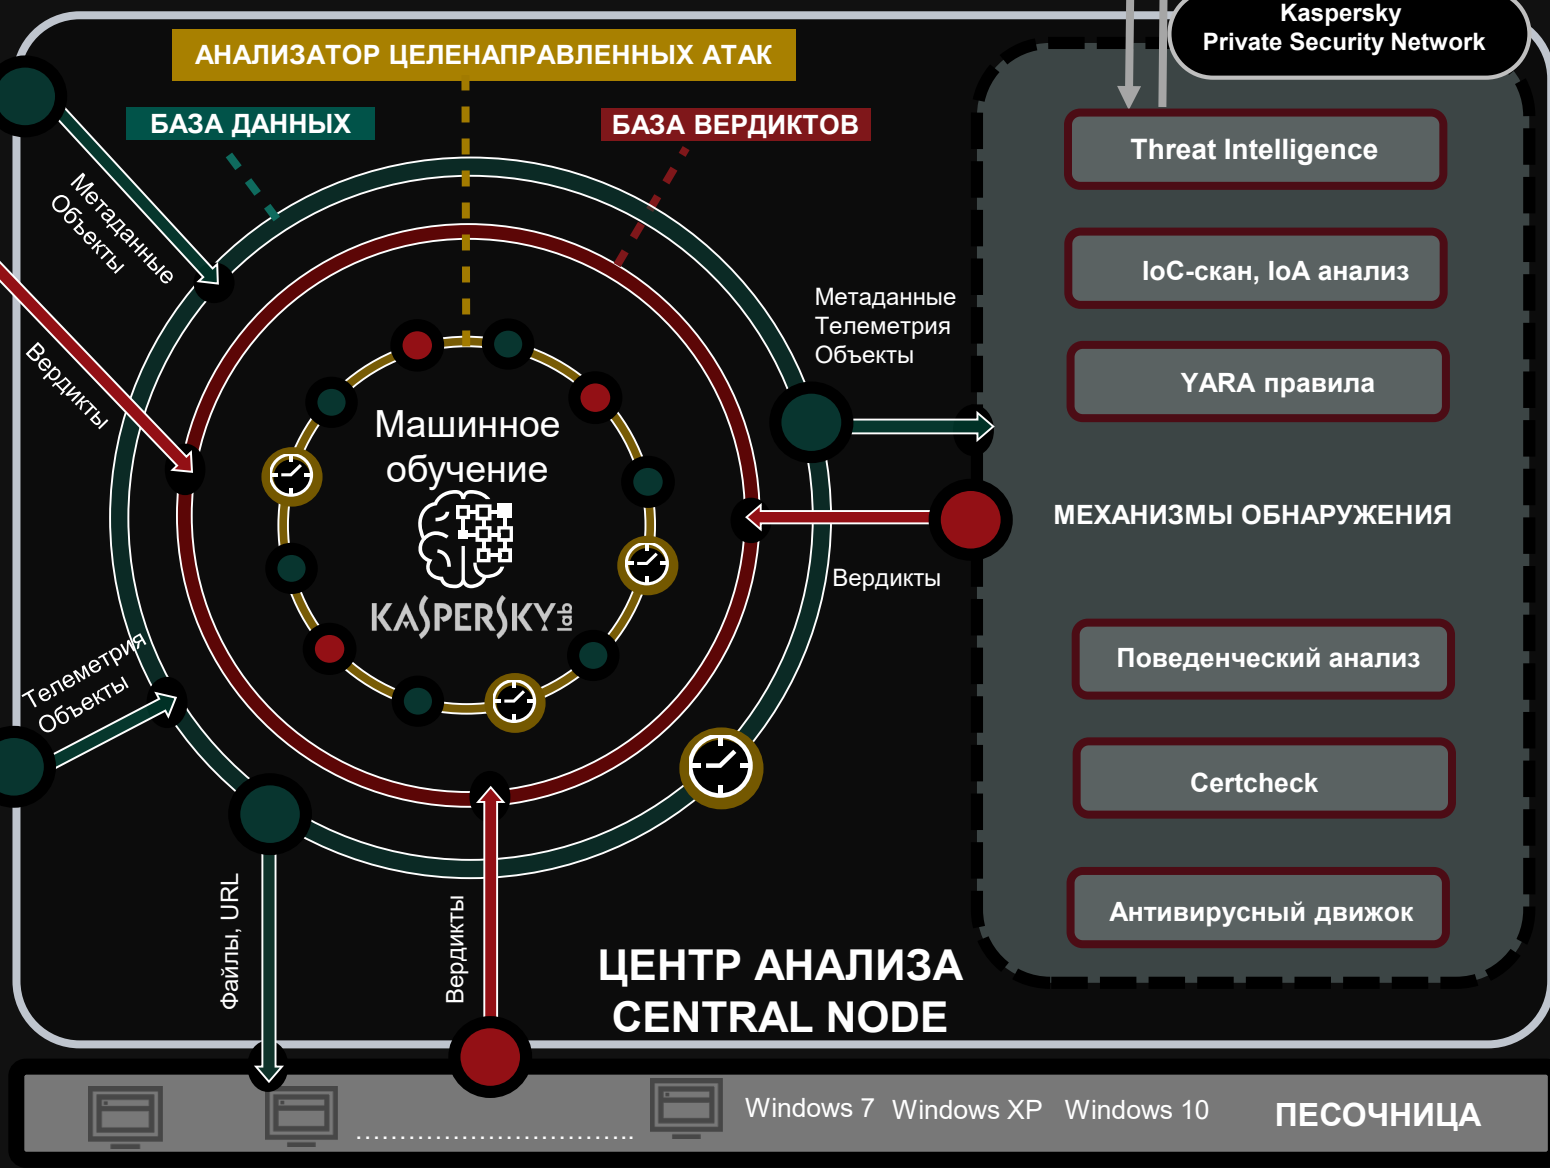 Kaspersky
Private Security Network
АНАЛИЗАТОР ЦЕЛЕНАПРАВЛЕННЫХ АТАК
БАЗА ДАННЫХ
БАЗА ВЕРДИКТОВ
Threat Intelligence
Метаданные
Объекты
IoC-скан, IoA анализ
Метаданные
Телеметрия
Объекты
Вердикты
YARA правила
Машинное
обучение
KASPERSKY lab
МЕХАНИЗМЫ ОБНАРУЖЕНИЯ
Вердикты
Телеметрия
Объекты
Поведенческий анализ
Certcheck
Файлы, URL
Вердикты
Антивирусный движок
ЦЕНТР АНАЛИЗА
CENTRAL NODE
Windows 7 Windows XP Windows 10
ПЕСОЧНИЦА